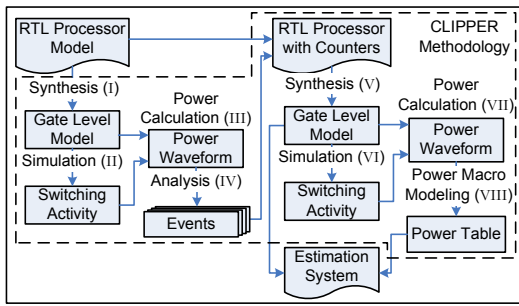 RTL Processor
Model
Synthesis (I)
Gate Level
Model
Simulation (II)
Switching
Activity
Power
Calculation (III)
Power
Waveform
Analysis (IV)
Events
RTL Processor
with Counters
Synthesis (V)
Gate Level
Model
Simulation (VI)
Switching
Activity
Estimation
System
CLIPPER
Methodology
Power
Calculation (VII)
Power
Waveform
Power Macro
Modeling (VIII)
Power Table